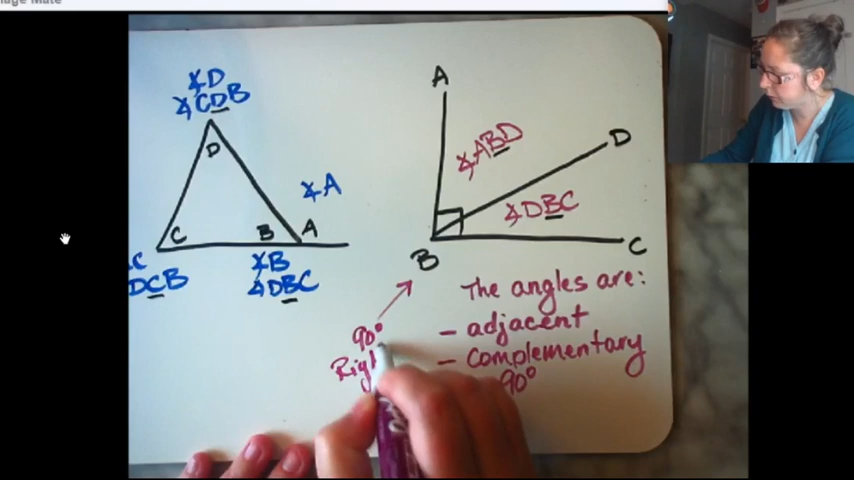 ∡D
∡CDB
D
C
B
A
∡A
∡B
∡DBC
DCB
A
∡ABD
D
∡DBC
B
C
The angles are:
- adjacent
- complementary
90°
90°